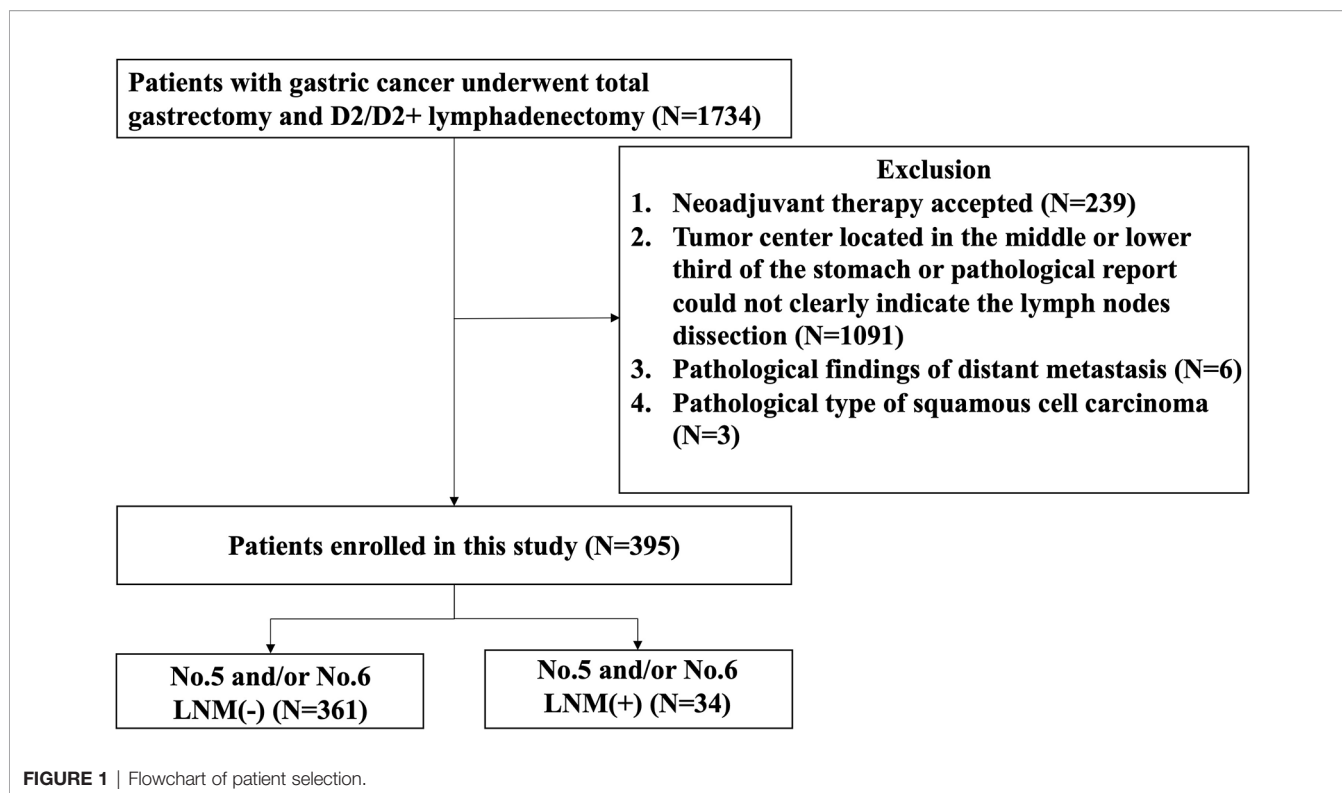 Patients with gastric cancer underwent total
gastrectomy and D2/D2+ lymphadenectomy (N=1734)
Exclusion
1. Neoadjuvant therapy accepted (N=239)
2. Tumor center located in the middle or lower
third of the stomach or pathological report
could not clearly indicate the lymph nodes
dissection (N=1091)
3. Pathological findings of distant metastasis (N=6)
4. Pathological type of squamous cell carcinoma
(N=3)
Patients enrolled in this study (N=395)
No.5 and/or No.6
LNM(-) (N=361)
No.5 and/or No.6
LNM(+) (N=34)
FIGURE 1 | Flowchart of patient selection.